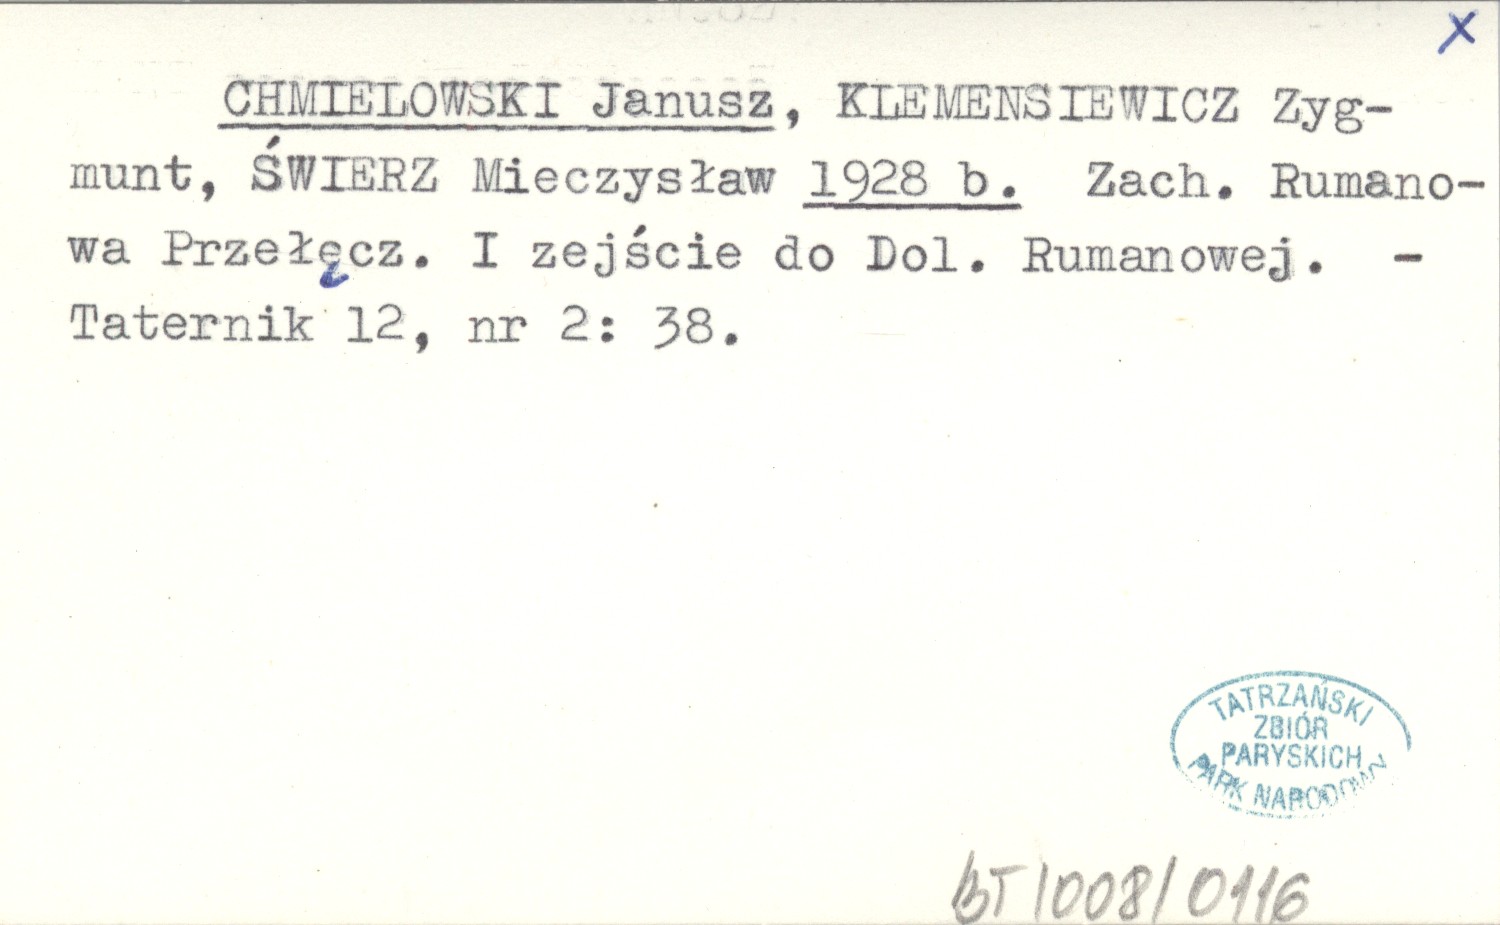 x
CHMIELOWSKI Janusz, KLEMENSIEWICZ Zyg-
munt, ŚWIERZ Mieczysław 1928 b. Zach. Rumano-
wa Przełęcz. I zejście do Dol. Rumanowej. -
Taternik 12, nr 2: 38.
TATRZAŃSKI
ZBIÓR
PARYSKICH
PARK NARODOWY
BT/008/0116